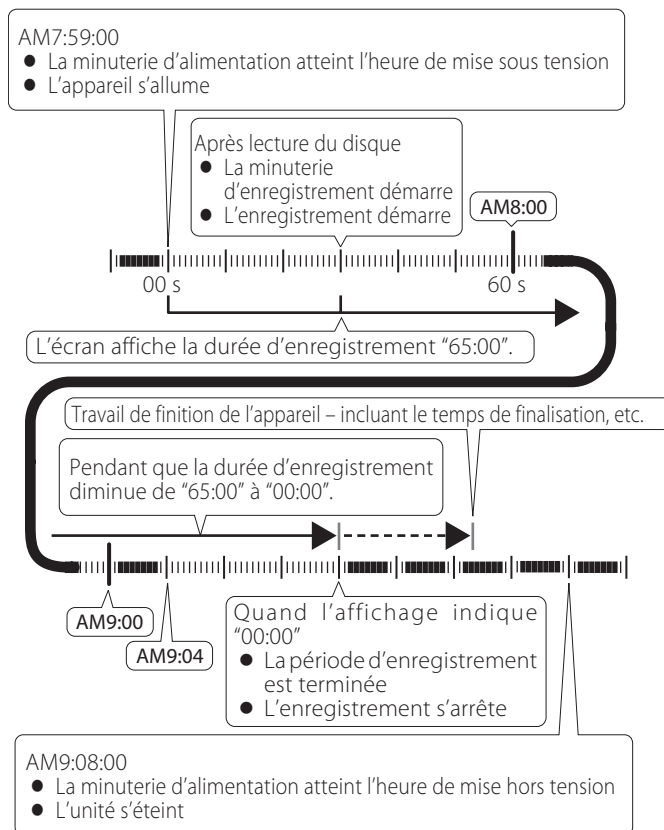 AM7:59:00
● La minuterie d'alimentation atteint l'heure de mise sous tension
● L'appareil s'allume
Après lecture du disque
● La minuterie
d'enregistrement démarre
● L'enregistrement démarre
AM8:00
00 s
60 s
L'écran affiche la durée d'enregistrement “65:00”.
Travail de finition de l'appareil – incluant le temps de finalisation, etc.
Pendant que la durée d'enregistrement
diminue de “65:00” à “00:00”.
AM9:00
AM9:04
Quand l'affichage indique
“00:00”
● La période d'enregistrement
est terminée
● L'enregistrement s'arrête
AM9:08:00
● La minuterie d'alimentation atteint l'heure de mise hors tension
● L'unité s'éteint